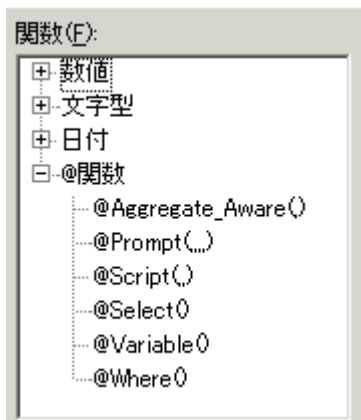 関数(F):
数値
文字型
日付
@関数
@Aggregate_Aware()
@Prompt(,,,)
@Script(,)
@Select()
@Variable()
@Where()